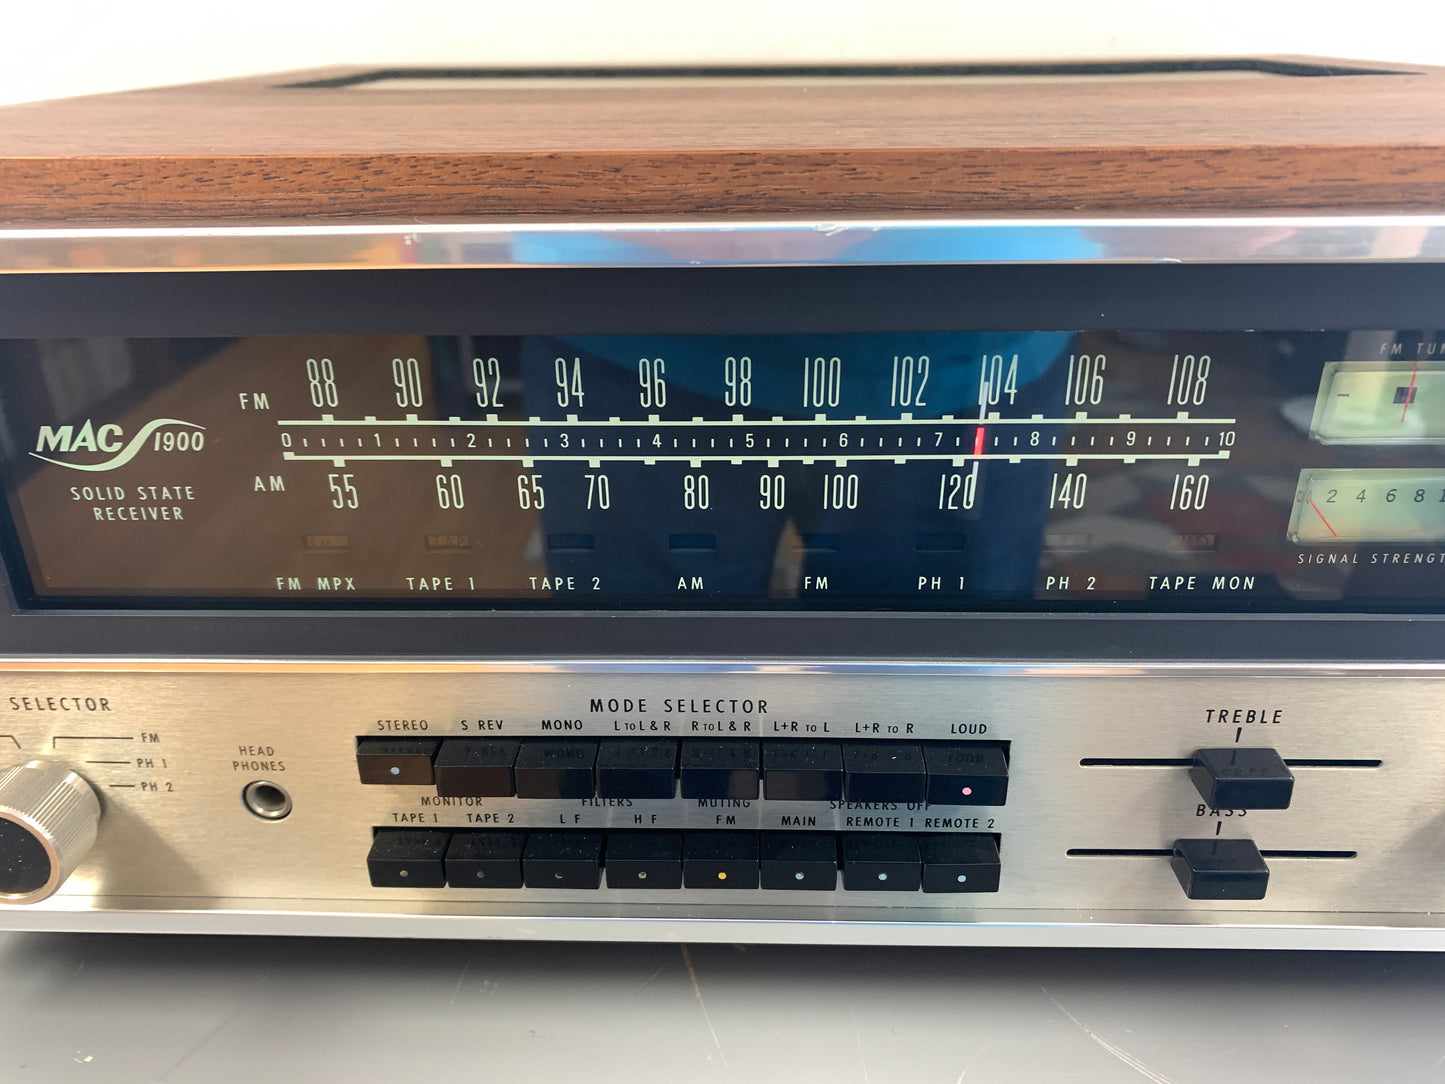 FM TUN
88 90 92 94 96 98 100 102 104 106 108
FM
0 1 2 3 4 5 6 7 8 9 10
MAC 1900
AM
55 60 65 70 80 90 100 120 140 160
SOLID STATE
RECEIVER
2 4 6 8 1
SIGNAL STRENGT
FM MPX TAPE 1 TAPE 2 AM FM PH 1 PH 2 TAPE MON
SELECTOR
FM
PH 1
PH 2
HEAD
PHONES
MODE SELECTOR
STEREO S REV MONO L TO L & R R TO L & R L+R TO L L+R TO R LOUD
MONITOR FILTERS MUTING SPEAKERS OFF
TAPE 1 TAPE 2 L F H F FM MAIN REMOTE 1 REMOTE 2
TREBLE
BASS